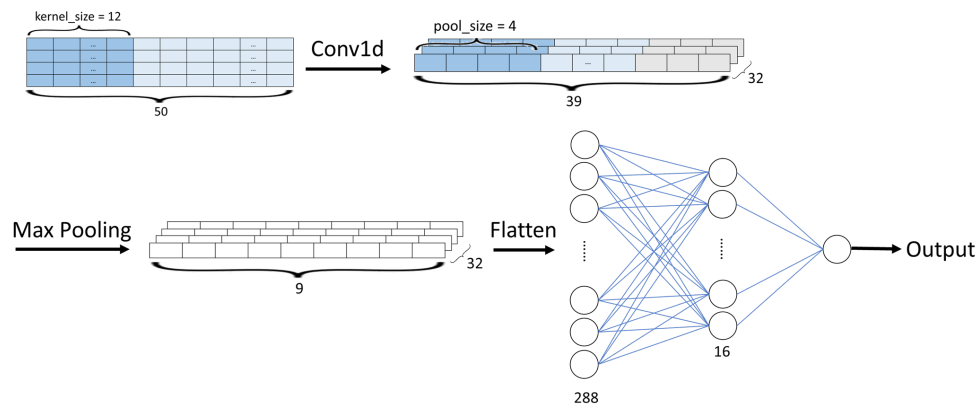 kernel_size = 12
...
...
...
...
...
...
50
Conv1d
pool_size = 4
...
39
32
Max Pooling
9
32
Flatten
......
288
......
16
Output